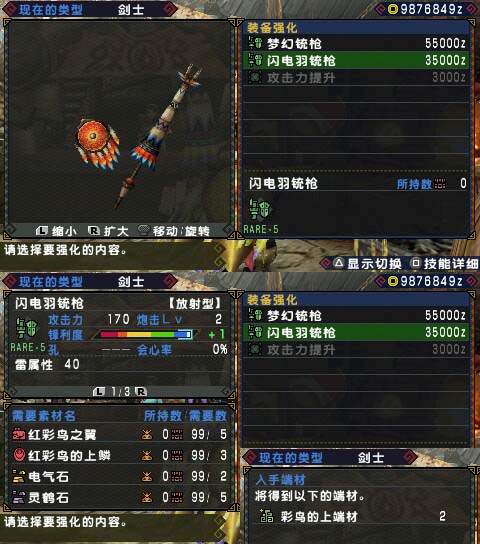 现在的类型 剑士
9876849z
装备强化
梦幻铳枪 55000z
闪电羽铳枪 35000z
攻击力提升 3000z
闪电羽铳枪 所持数 0
RARE-5
L 缩小 R 扩大 移动/旋转
请选择要强化的内容。
△显示切换 □技能详细
现在的类型 剑士
9876849z
闪电羽铳枪 【放射型】
攻击力 170 炮击Lv 2
锋利度 +1
RARE-5 孔 --- 会心率 0%
雷属性 40
L 1/3 R
装备强化
梦幻铳枪 55000z
闪电羽铳枪 35000z
攻击力提升 3000z
需要素材名 所持数/需要数
红彩鸟之翼 0 99/ 5
红彩鸟的上鳞 0 99/ 3
电气石 0 99/ 2
灵鹤石 0 99/ 5
请选择要强化的内容。
现在的类型 剑士
入手端材
将得到以下的端材。
彩鸟的上端材 2